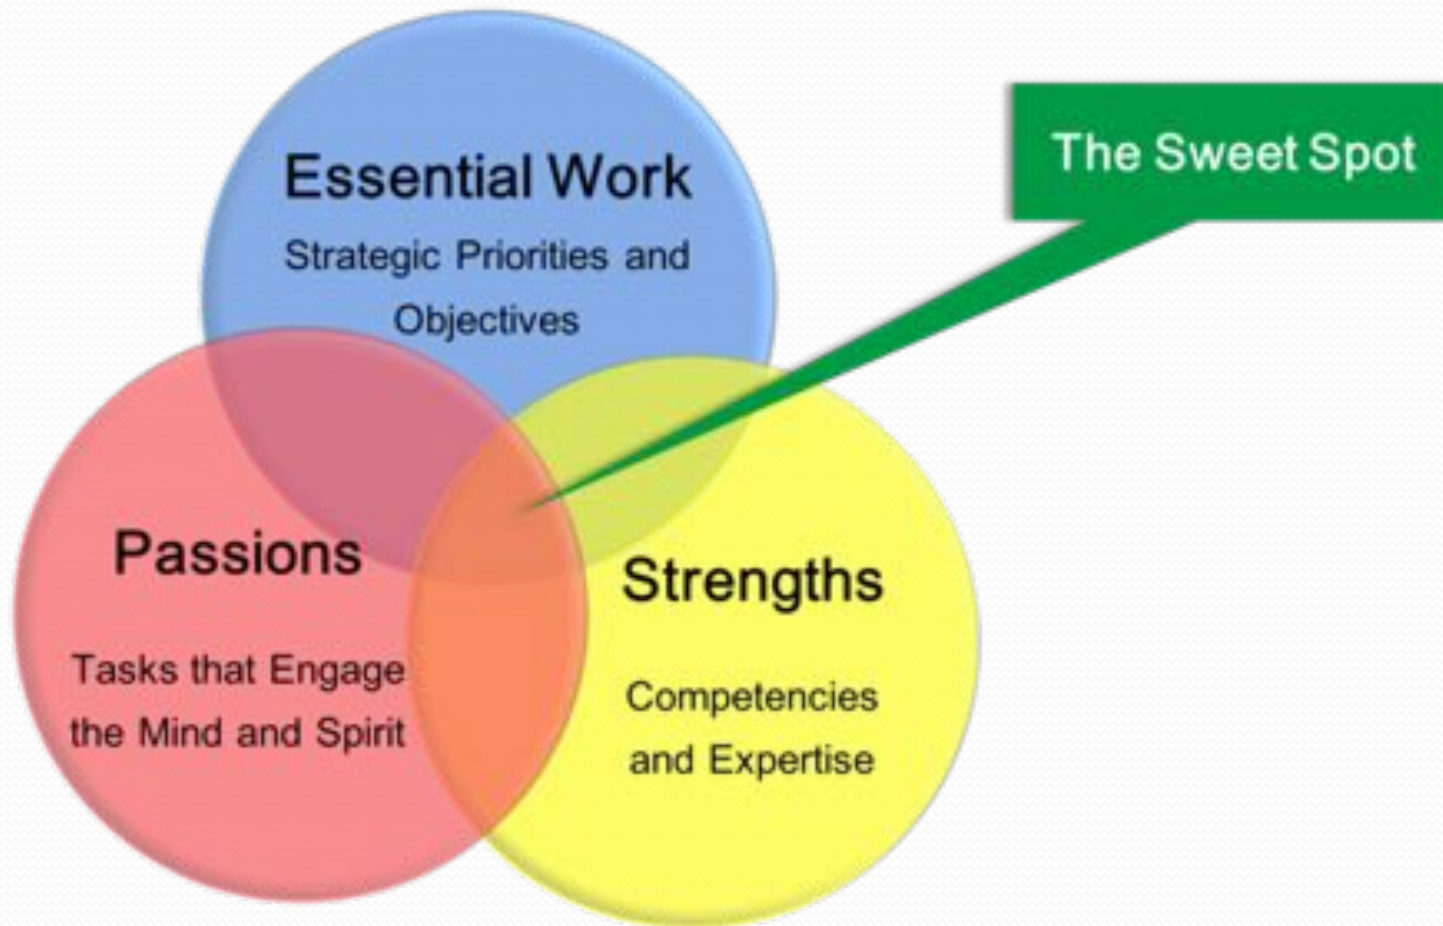 Essential Work
Strategic Priorities and
Objectives
The Sweet Spot
Passions
Tasks that Engage
the Mind and Spirit
Strengths
Competencies
and Expertise